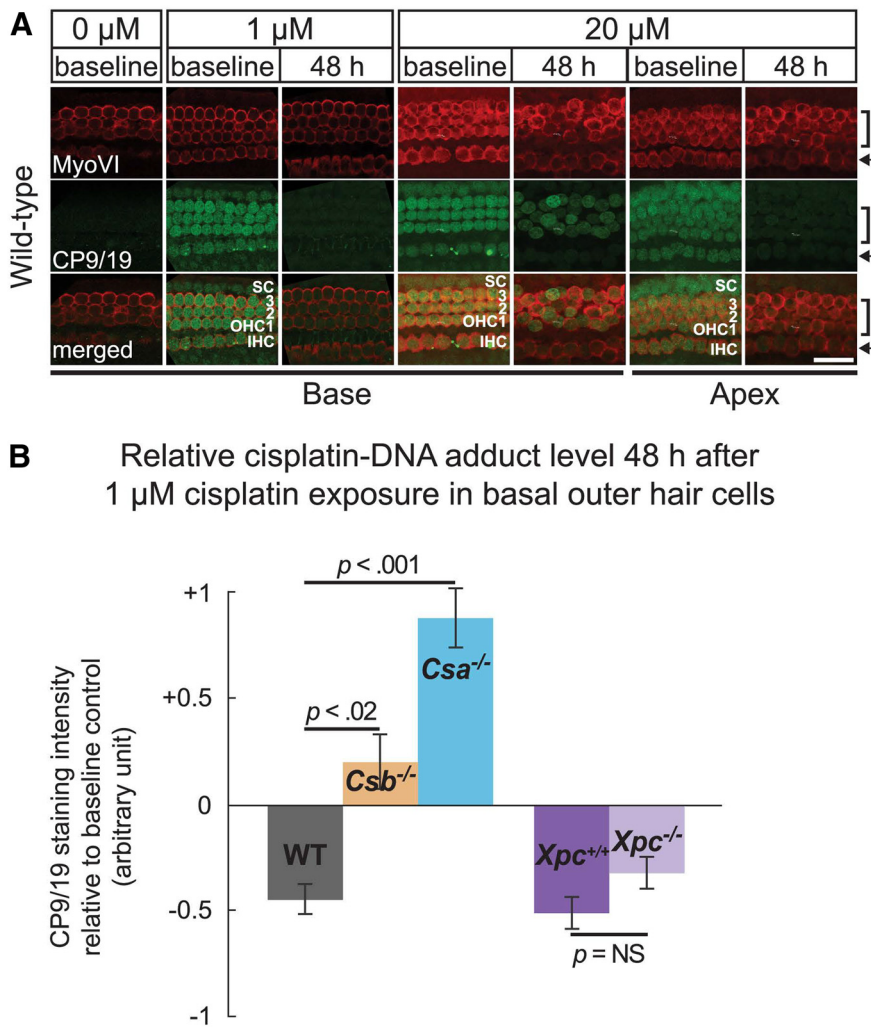 A
0 µM 1 µM 20 µM
baseline baseline 48 h baseline 48 h baseline 48 h
Wild-type
MyoVI
CP9/19
SC SC SC
3 3 3
2 2 2
OHC1 OHC1 OHC1
merged IHC IHC IHC
Base Apex
B
Relative cisplatin-DNA adduct level 48 h after
1 µM cisplatin exposure in basal outer hair cells
CP9/19 staining intensity
relative to baseline control
(arbitrary unit)
+1
+0.5
0
-0.5
-1
p < .001
p < .02
Csa-/-
Csb-/-
WT
Xpc+/+
Xpc-/-
p = NS